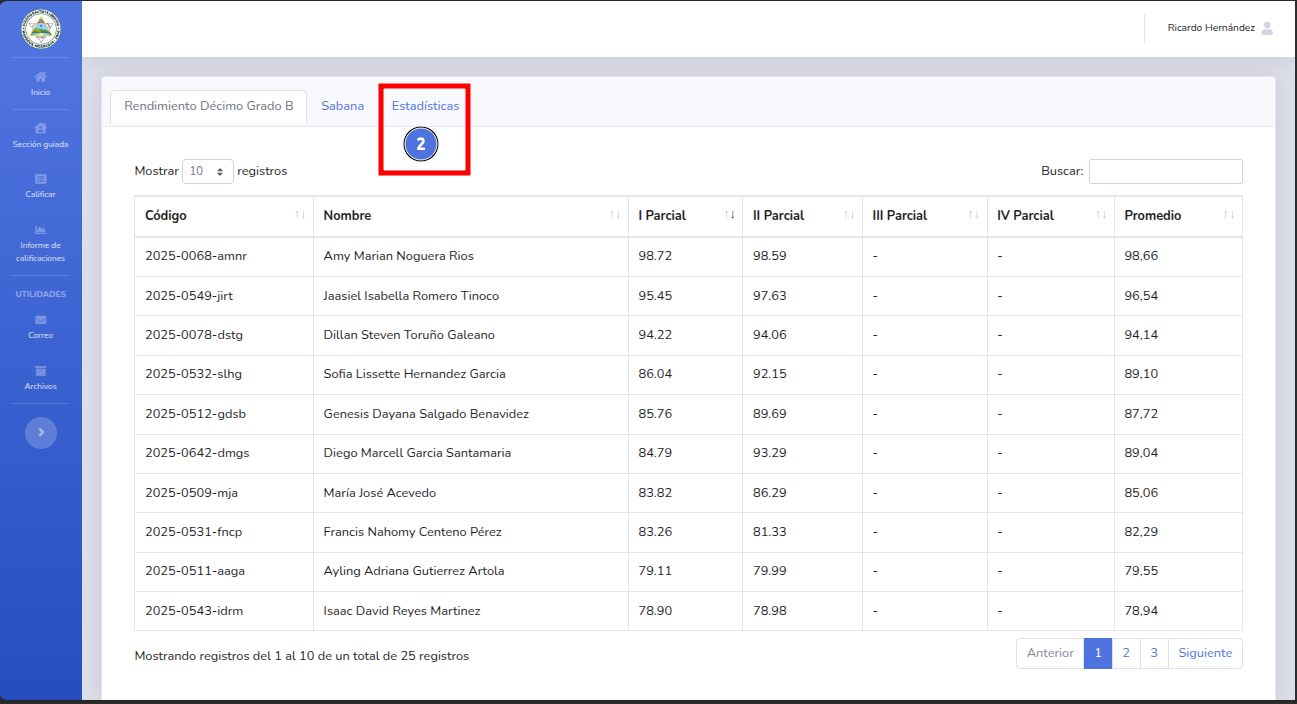 Ricardo Hernández
Inicio
Sección guiada
Calificar
Informe de
calificaciones
UTILIDADES
Correo
Archivos
Rendimiento Décimo Grado B Sabana Estadísticas
2
Mostrar 10 registros Buscar:
Código Nombre I Parcial II Parcial III Parcial IV Parcial Promedio
2025-0068-amnr Amy Marian Noguera Rios 98.72 98.59 - - 98,66
2025-0549-jirt Jaasiel Isabella Romero Tinoco 95.45 97.63 - - 96,54
2025-0078-dstg Dillan Steven Toruño Galeano 94.22 94.06 - - 94,14
2025-0532-slhg Sofia Lissette Hernandez Garcia 86.04 92.15 - - 89,10
2025-0512-gdsb Genesis Dayana Salgado Benavidez 85.76 89.69 - - 87,72
2025-0642-dmgs Diego Marcell Garcia Santamaria 84.79 93.29 - - 89,04
2025-0509-mja María José Acevedo 83.82 86.29 - - 85,06
2025-0531-fncp Francis Nahomy Centeno Pérez 83.26 81.33 - - 82,29
2025-0511-aaga Ayling Adriana Gutierrez Artola 79.11 79.99 - - 79,55
2025-0543-idrm Isaac David Reyes Martinez 78.90 78.98 - - 78,94
Mostrando registros del 1 al 10 de un total de 25 registros
Anterior 1 2 3 Siguiente